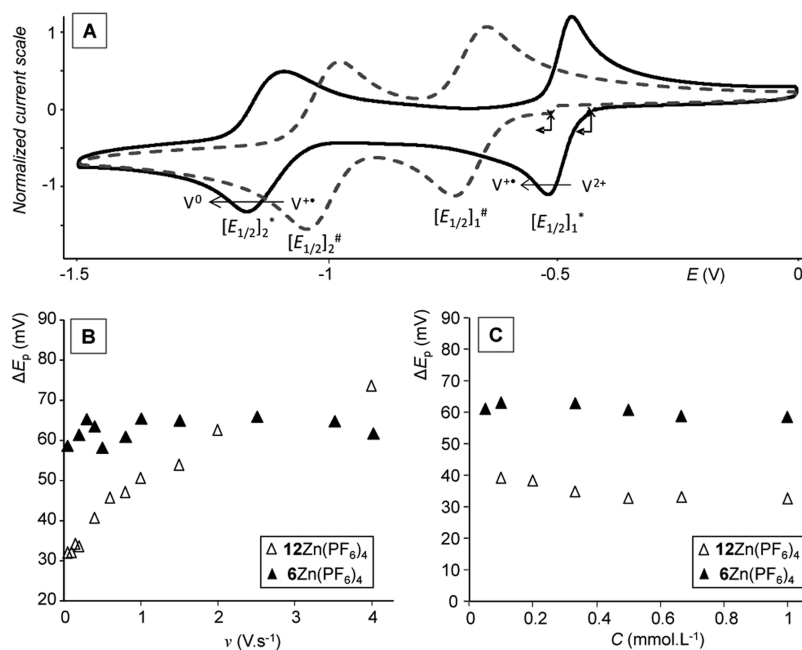 A
Normalized current scale
1
0
-1
V⁰
V⁺•
V⁺•
V²⁺
[E₁/₂]₂*
[E₁/₂]₂#
[E₁/₂]₁#
[E₁/₂]₁*
-1.5
-1
-0.5
0
E (V)
B
ΔEₚ (mV)
90
80
70
60
50
40
30
20
0
1
2
3
4
ν (V.s⁻¹)
△ 12Zn(PF₆)₄
▲ 6Zn(PF₆)₄
C
ΔEₚ (mV)
90
80
70
60
50
40
30
20
10
0
0
0.2
0.4
0.6
0.8
1
C (mmol.L⁻¹)
△ 12Zn(PF₆)₄
▲ 6Zn(PF₆)₄